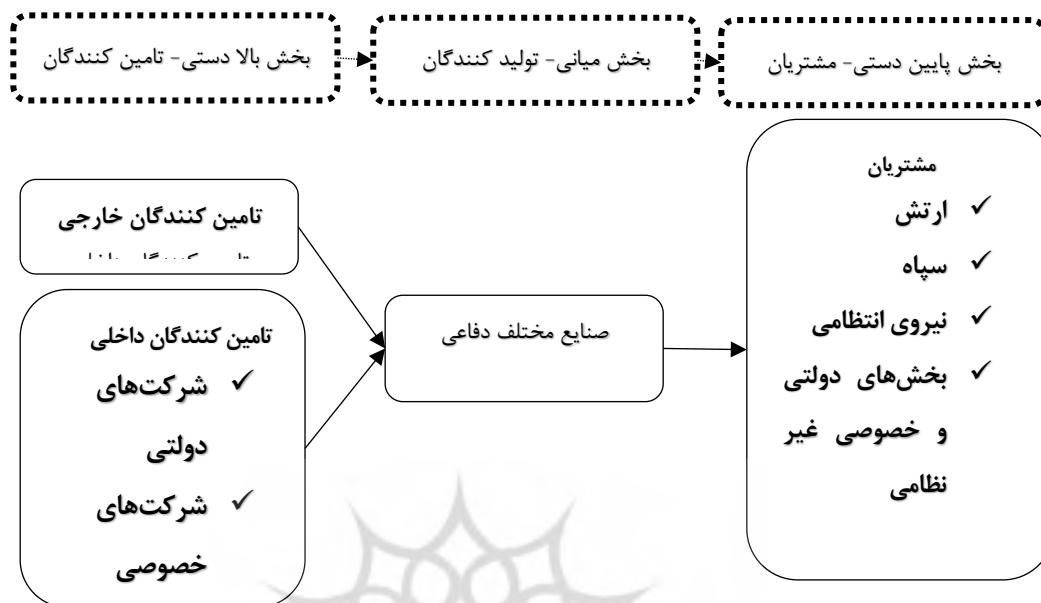 بخش بالا دستی- تامین کنندگان
بخش میانی- تولید کنندگان
بخش پایین دستی- مشتریان
تامین کنندگان خارجی
تامین کنندگان داخلی
✓ شرکت‌های
دولتی
✓ شرکت‌های
خصوصی
صنایع مختلف دفاعی
مشتریان
✓ ارتش
✓ سپاه
✓ نیروی انتظامی
✓ بخش‌های دولتی
و خصوصی غیر
نظامی